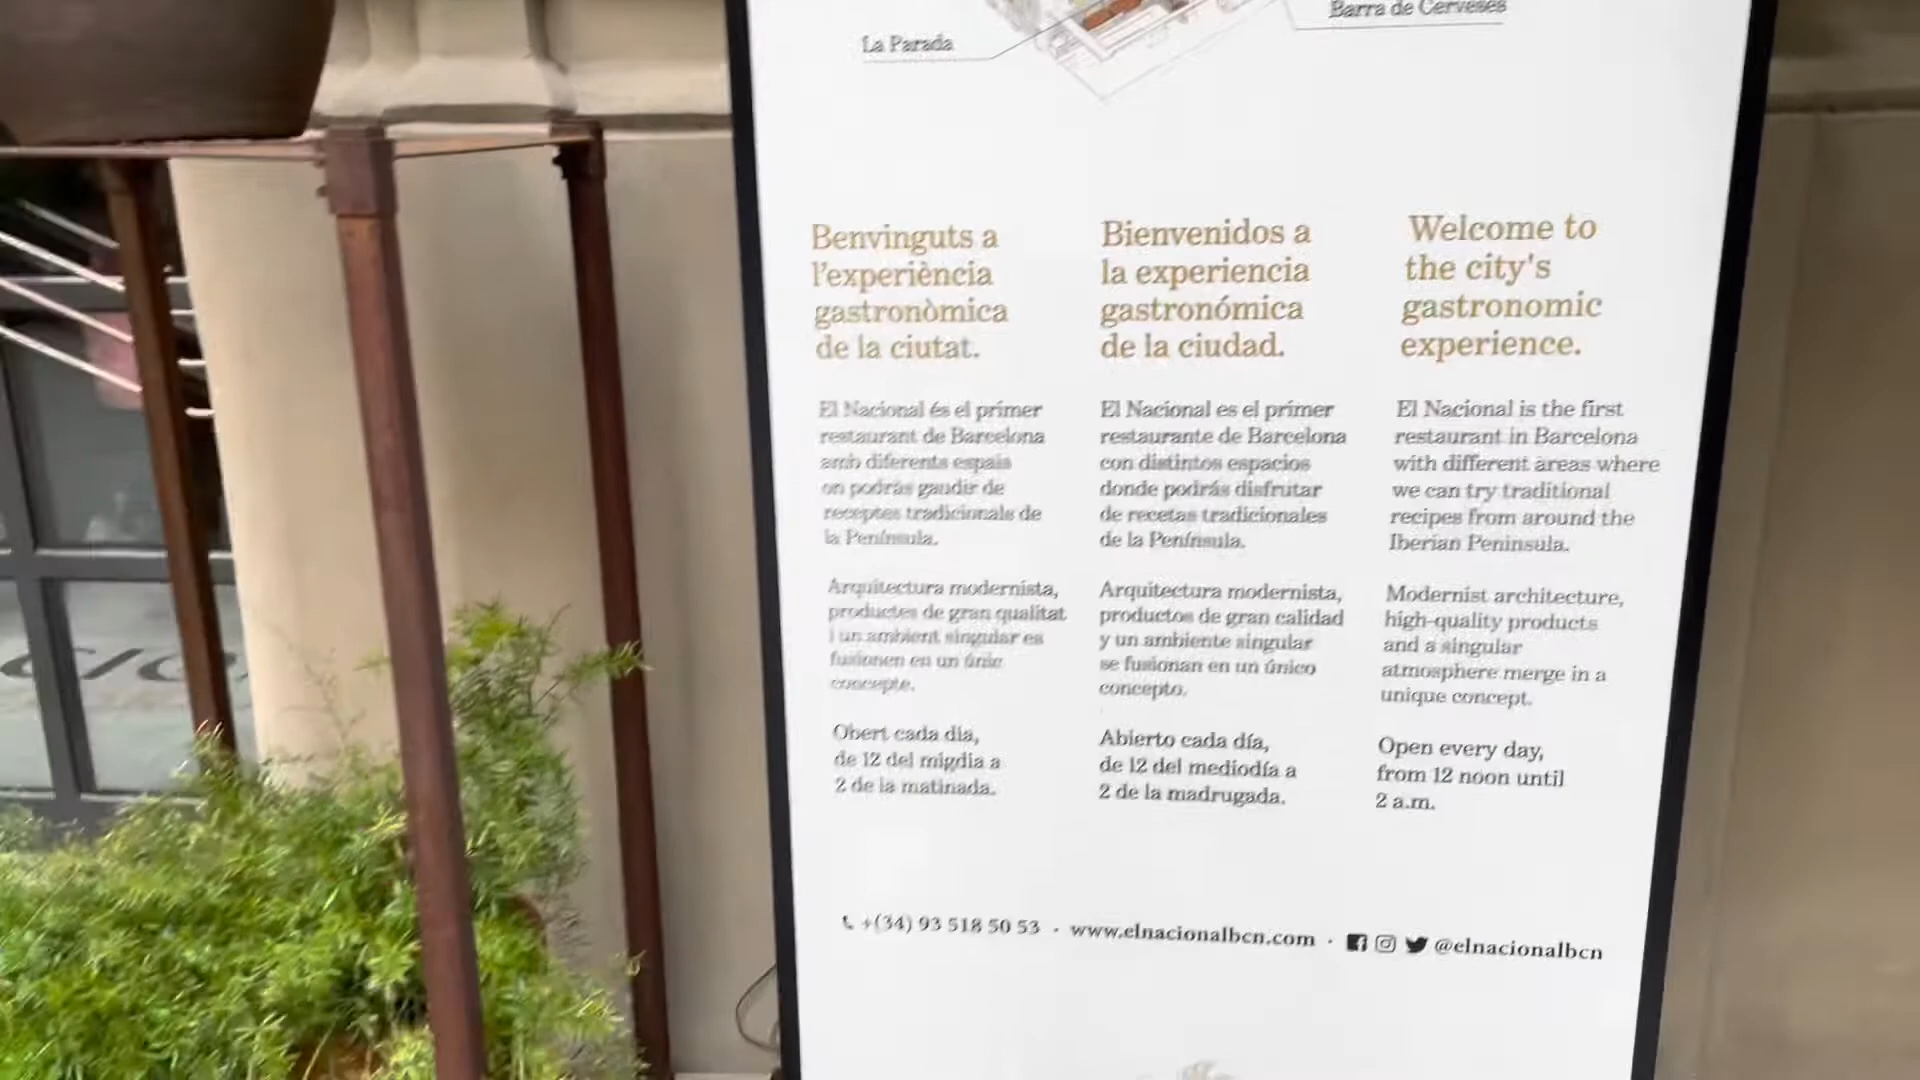 La Parada
Barra de Cerveses
Benvinguts a
l'experiència
gastronòmica
de la ciutat.
El Nacional és el primer
restaurant de Barcelona
amb diferents espais
on podràs gaudir de
receptes tradicionals de
la Península.
Arquitectura modernista,
productes de gran qualitat
i un ambient singular es
fusionen en un únic
concepte.
Obert cada dia,
de 12 del migdia a
2 de la matinada.
Bienvenidos a
la experiencia
gastronómica
de la ciudad.
El Nacional es el primer
restaurante de Barcelona
con distintos espacios
donde podrás disfrutar
de recetas tradicionales
de la Península.
Arquitectura modernista,
productos de gran calidad
y un ambiente singular
se fusionan en un único
concepto.
Abierto cada día,
de 12 del mediodía a
2 de la madrugada.
Welcome to
the city's
gastronomic
experience.
El Nacional is the first
restaurant in Barcelona
with different areas where
we can try traditional
recipes from around the
Iberian Peninsula.
Modernist architecture,
high-quality products
and a singular
atmosphere merge in a
unique concept.
Open every day,
from 12 noon until
2 a.m.
+(34) 93 518 50 53 · www.elnacionalbcn.com · @elnacionalbcn